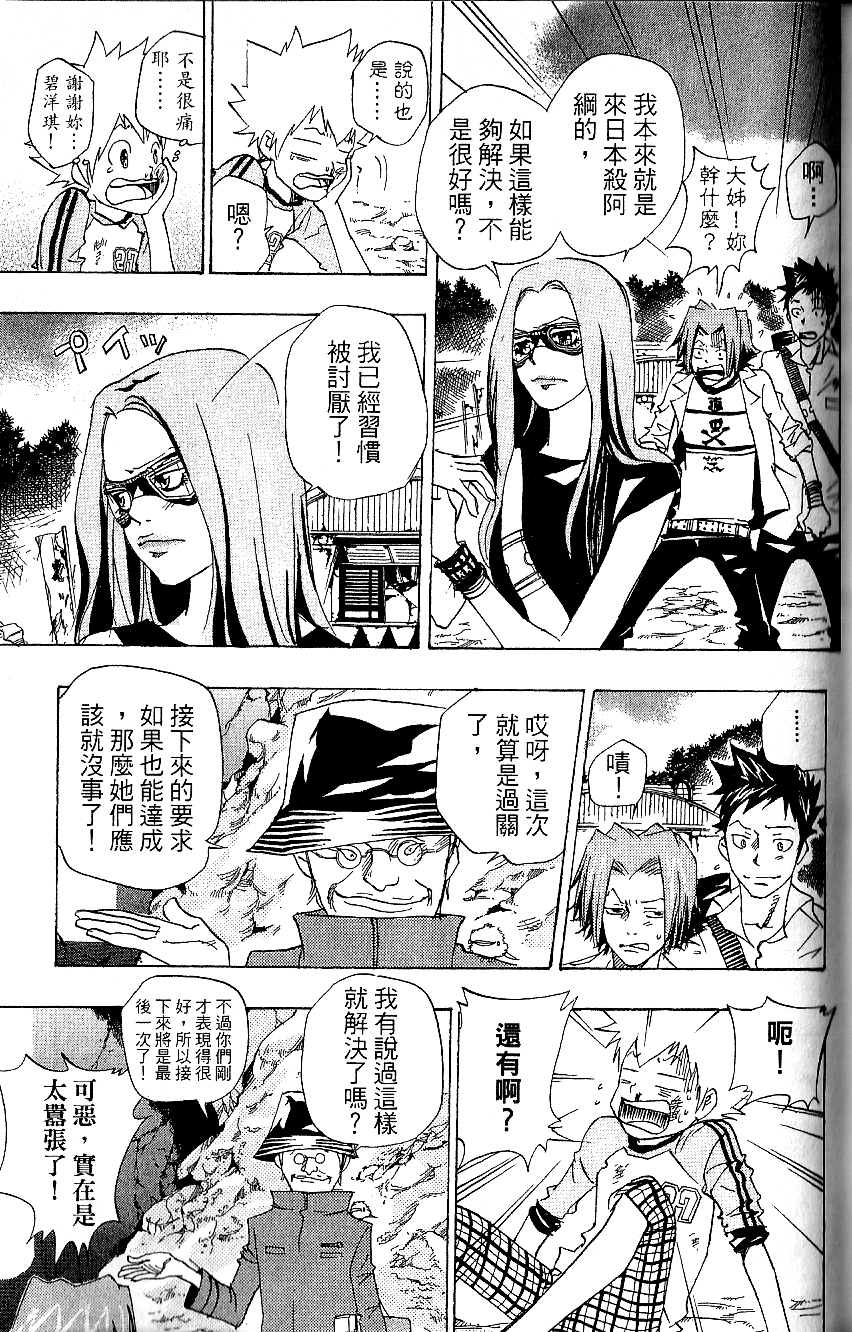 啊…
大姊！妳
幹什麼？
我本來就是
來日本殺阿
綱的，
如果這樣能
夠解決，不
是很好嗎？
說的也
是……
嗯？
不是很痛
耶……
謝謝妳…
碧洋琪！
27
我已經習慣
被討厭了！
プイッ
……
嘖！
哎呀，這次
就算是過關
了，
接下來的要求
如果也能達成
，那麼她們應
該就沒事了！
呃！
還有啊？
27
我有說過這樣
就解決了嗎？
不過你們剛
才表現得很
好，所以接
下來將是最
後一次了！
可惡，實在是
太囂張了！